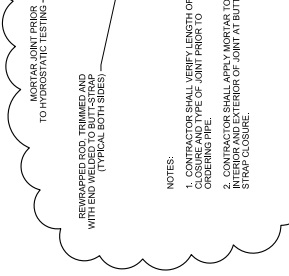 MORTAR JOINT PRIOR
TO HYDROSTATIC TESTING
REWRAPPED ROD, TRIMMED AND
WITH END WELDED TO BUTT-STRAP
(TYPICAL BOTH SIDES)
NOTES:
1. CONTRACTOR SHALL VERIFY LENGTH OF
CLOSURE AND TYPE OF JOINT PRIOR TO
ORDERING PIPE.
2. CONTRACTOR SHALL APPLY MORTAR TO
INTERIOR AND EXTERIOR OF JOINT AT BUTT
STRAP CLOSURE.